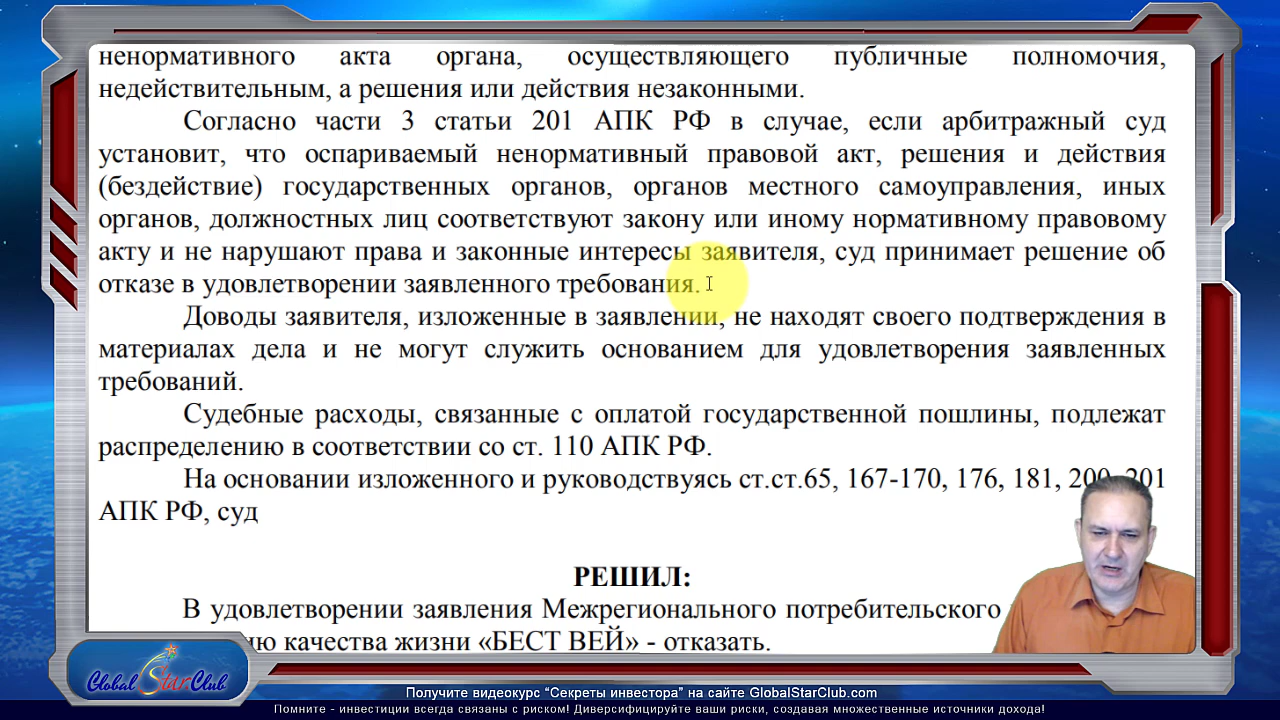 ненормативного акта органа, осуществляющего публичные полномочия,
недействительным, а решения или действия незаконными.
Согласно части 3 статьи 201 АПК РФ в случае, если арбитражный суд
установит, что оспариваемый ненормативный правовой акт, решения и действия
(бездействие) государственных органов, органов местного самоуправления, иных
органов, должностных лиц соответствуют закону или иному нормативному правовому
акту и не нарушают права и законные интересы заявителя, суд принимает решение об
отказе в удовлетворении заявленного требования.
Доводы заявителя, изложенные в заявлении, не находят своего подтверждения в
материалах дела и не могут служить основанием для удовлетворения заявленных
требований.
Судебные расходы, связанные с оплатой государственной пошлины, подлежат
распределению в соответствии со ст. 110 АПК РФ.
На основании изложенного и руководствуясь ст.ст.65, 167-170, 176, 181, 200, 201
АПК РФ, суд
РЕШИЛ:
В удовлетворении заявления Межрегионального потребительского
качества жизни «БЕСТ ВЕЙ» - отказать.
Global Star Club
Получите видеокурс "Секреты инвестора" на сайте GlobalStarClub.com
Помните - инвестиции всегда связаны с риском! Диверсифицируйте ваши риски, создавая множественные источники дохода!